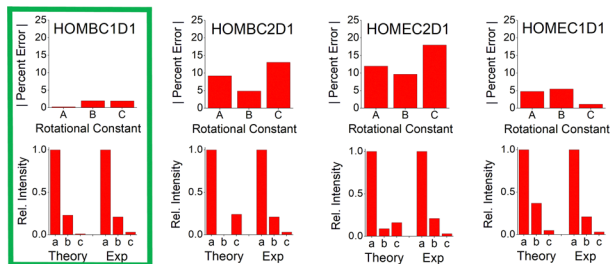 HOMBC1D1
| Percent Error |
25
20
15
10
5
0
A B C
Rotational Constant
Rel. Intensity
1.0
0.5
0.0
a b c a b c
Theory Exp
HOMBC2D1
| Percent Error |
25
20
15
10
5
0
A B C
Rotational Constant
Rel. Intensity
1.0
0.5
0.0
a b c a b c
Theory Exp
HOMEC2D1
| Percent Error |
25
20
15
10
5
0
A B C
Rotational Constant
Rel. Intensity
1.0
0.5
0.0
a b c a b c
Theory Exp
HOMEC1D1
| Percent Error |
25
20
15
10
5
0
A B C
Rotational Constant
Rel. Intensity
1.0
0.5
0.0
a b c a b c
Theory Exp